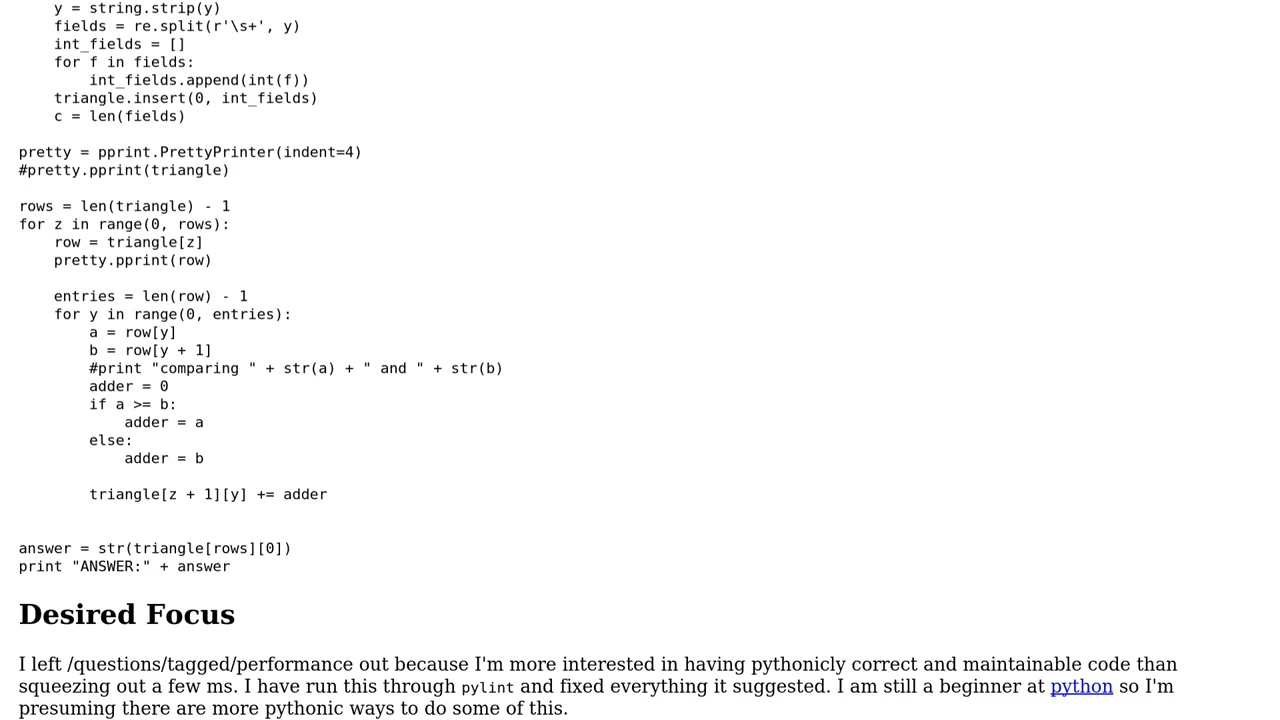 y = string.strip(y)
    fields = re.split(r'\s+', y)
    int_fields = []
    for f in fields:
        int_fields.append(int(f))
    triangle.insert(0, int_fields)
    c = len(fields)

pretty = pprint.PrettyPrinter(indent=4)
#pretty.pprint(triangle)

rows = len(triangle) - 1
for z in range(0, rows):
    row = triangle[z]
    pretty.pprint(row)

    entries = len(row) - 1
    for y in range(0, entries):
        a = row[y]
        b = row[y + 1]
        #print "comparing " + str(a) + " and " + str(b)
        adder = 0
        if a >= b:
            adder = a
        else:
            adder = b

        triangle[z + 1][y] += adder


answer = str(triangle[rows][0])
print "ANSWER:" + answer
Desired Focus
I left /questions/tagged/performance out because I'm more interested in having pythonicly correct and maintainable code than
squeezing out a few ms. I have run this through pylint and fixed everything it suggested. I am still a beginner at python so I'm
presuming there are more pythonic ways to do some of this.